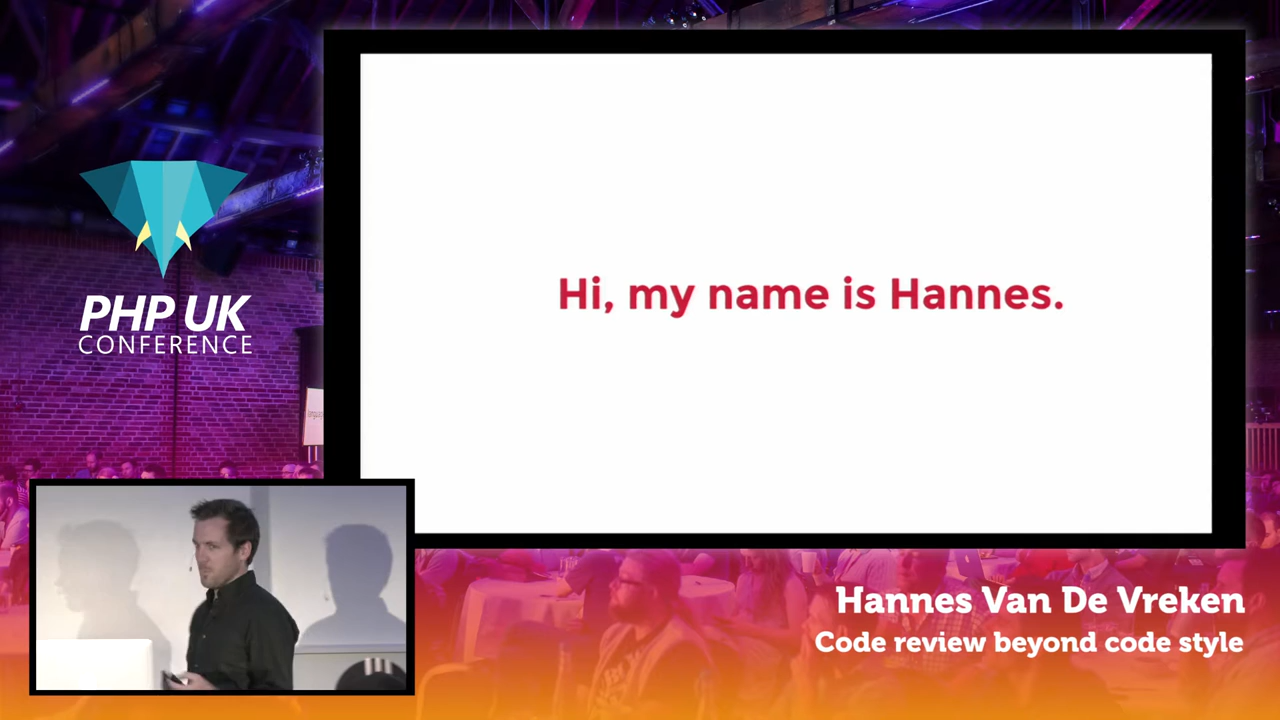 PHP UK
CONFERENCE
Hi, my name is Hannes.
Hannes Van De Vreken
Code review beyond code style